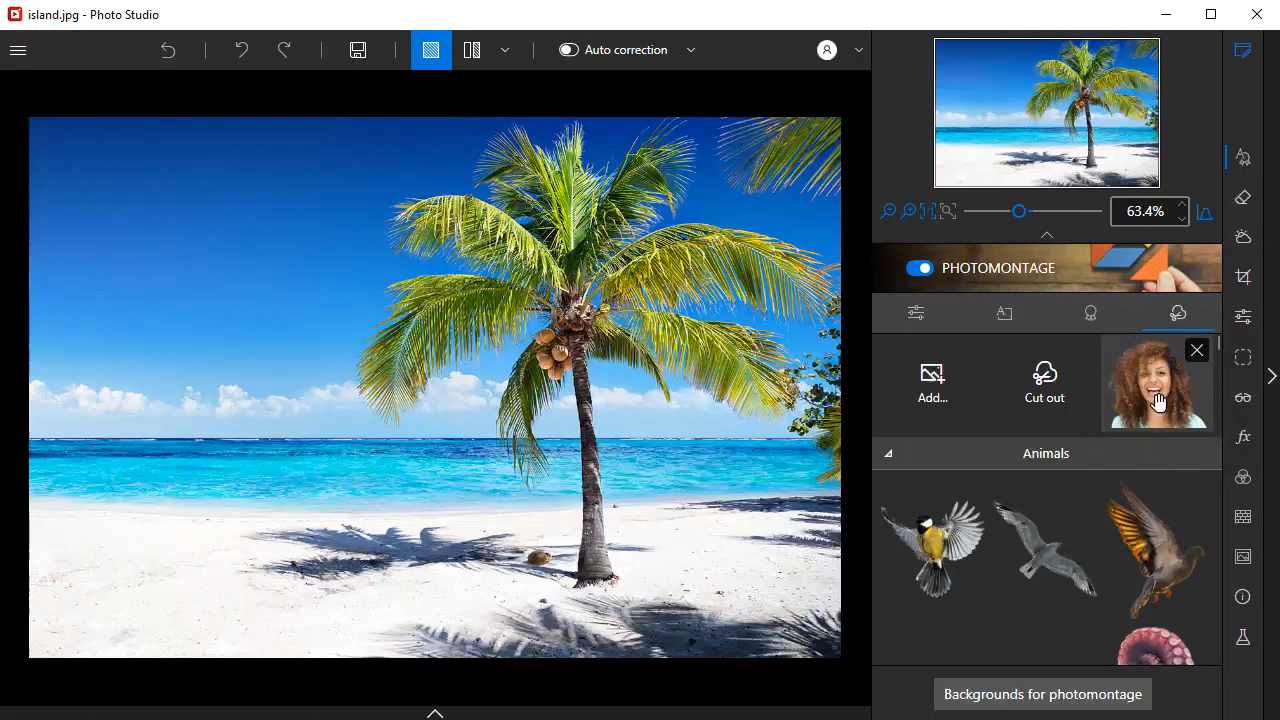 island.jpg - Photo Studio
Auto correction
63.4%
PHOTOMONTAGE
Add...
Cut out
Animals
Backgrounds for photomontage